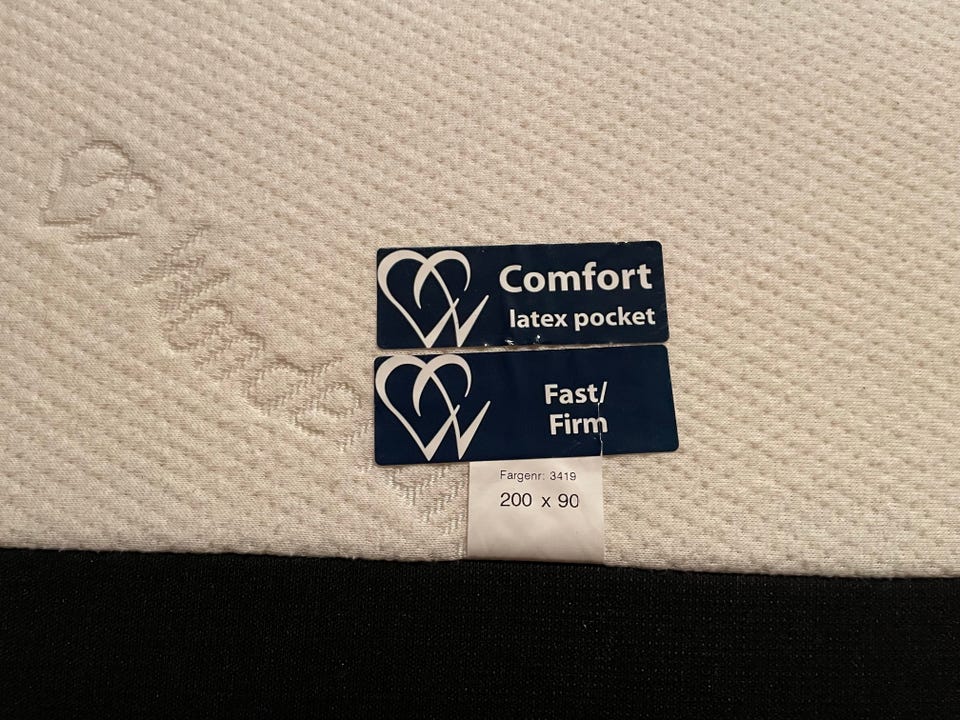 Comfort
latex pocket
Fast/
Firm
Fargenr: 3419
200 x 90